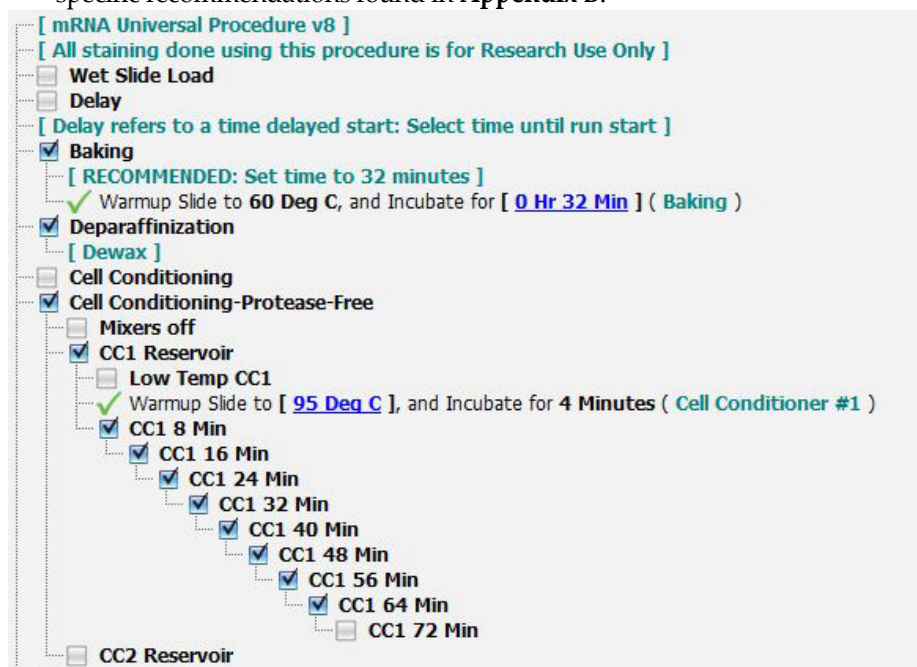 specific recommendations found in Appendix B.
[ mRNA Universal Procedure v8 ]
[ All staining done using this procedure is for Research Use Only ]
Wet Slide Load
Delay
[ Delay refers to a time delayed start: Select time until run start ]
Baking
[ RECOMMENDED: Set time to 32 minutes ]
Warmup Slide to 60 Deg C, and Incubate for [ 0 Hr 32 Min ] ( Baking )
Deparaffinization
[ Dewax ]
Cell Conditioning
Cell Conditioning-Protease-Free
Mixers off
CC1 Reservoir
Low Temp CC1
Warmup Slide to [ 95 Deg C ], and Incubate for 4 Minutes ( Cell Conditioner #1 )
CC1 8 Min
CC1 16 Min
CC1 24 Min
CC1 32 Min
CC1 40 Min
CC1 48 Min
CC1 56 Min
CC1 64 Min
CC1 72 Min
CC2 Reservoir